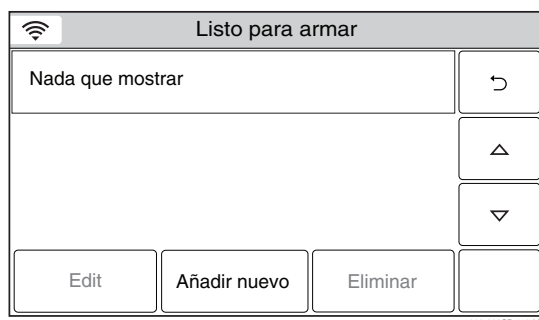 Listo para armar
Nada que mostrar
Edit
Añadir nuevo
Eliminar